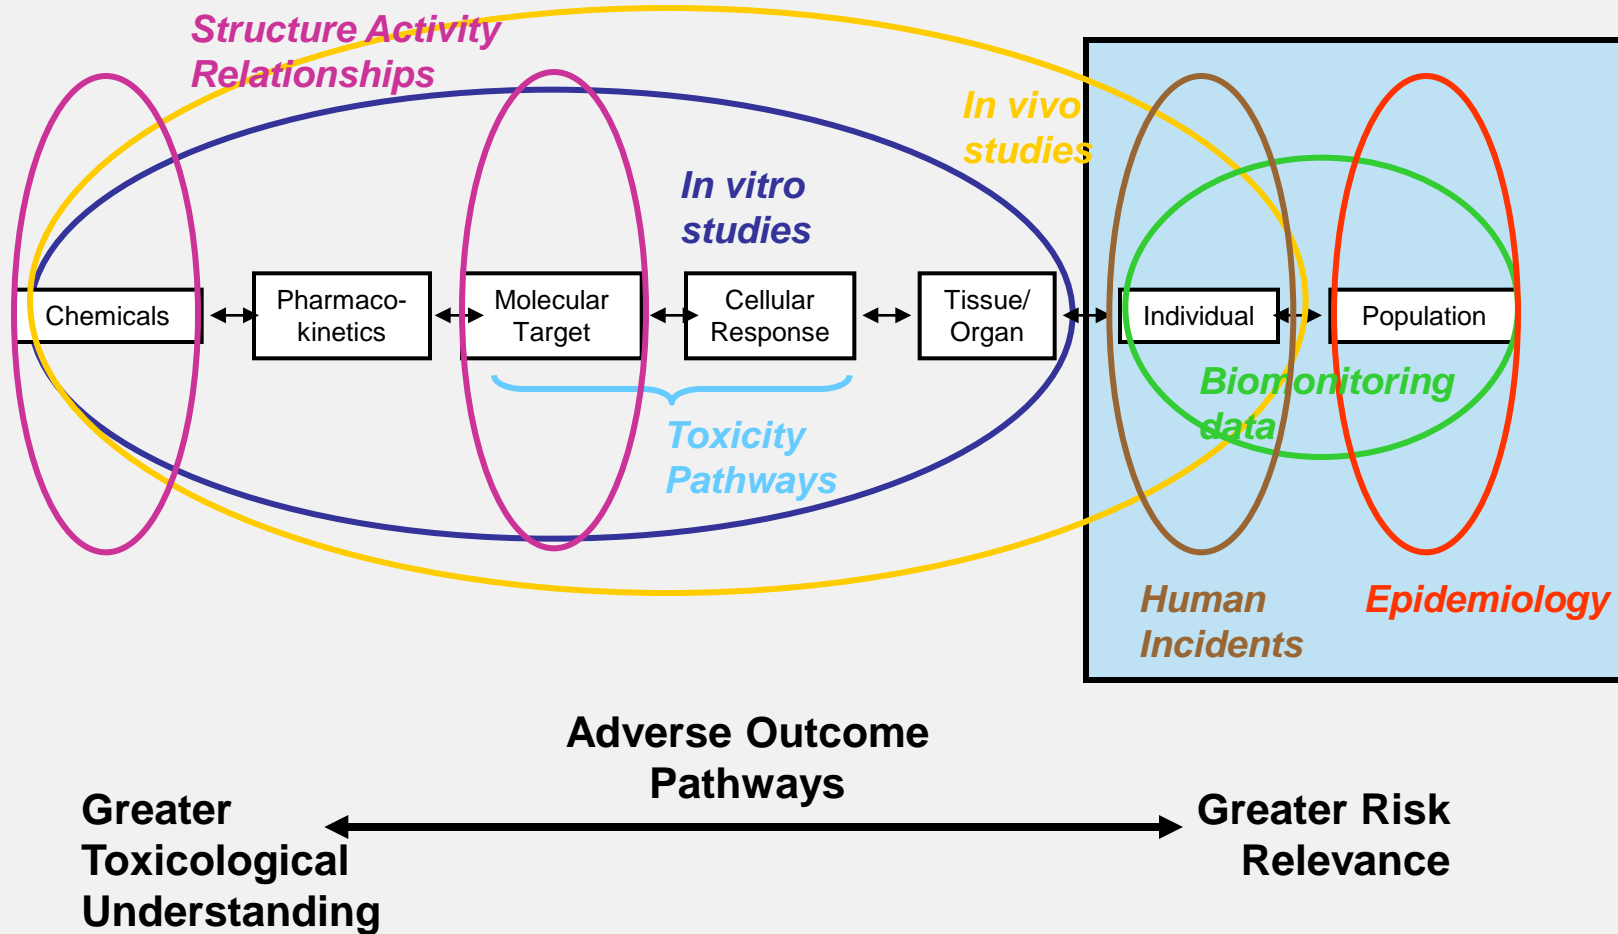 Structure Activity
Relationships
In vivo
studies
In vitro
studies
Chemicals
Pharmaco-
kinetics
Molecular
Target
Cellular
Response
Tissue/
Organ
Individual
Population
Toxicity
Pathways
Biomonitoring
data
Human
Incidents
Epidemiology
Adverse Outcome
Pathways
Greater
Toxicological
Understanding
Greater Risk
Relevance